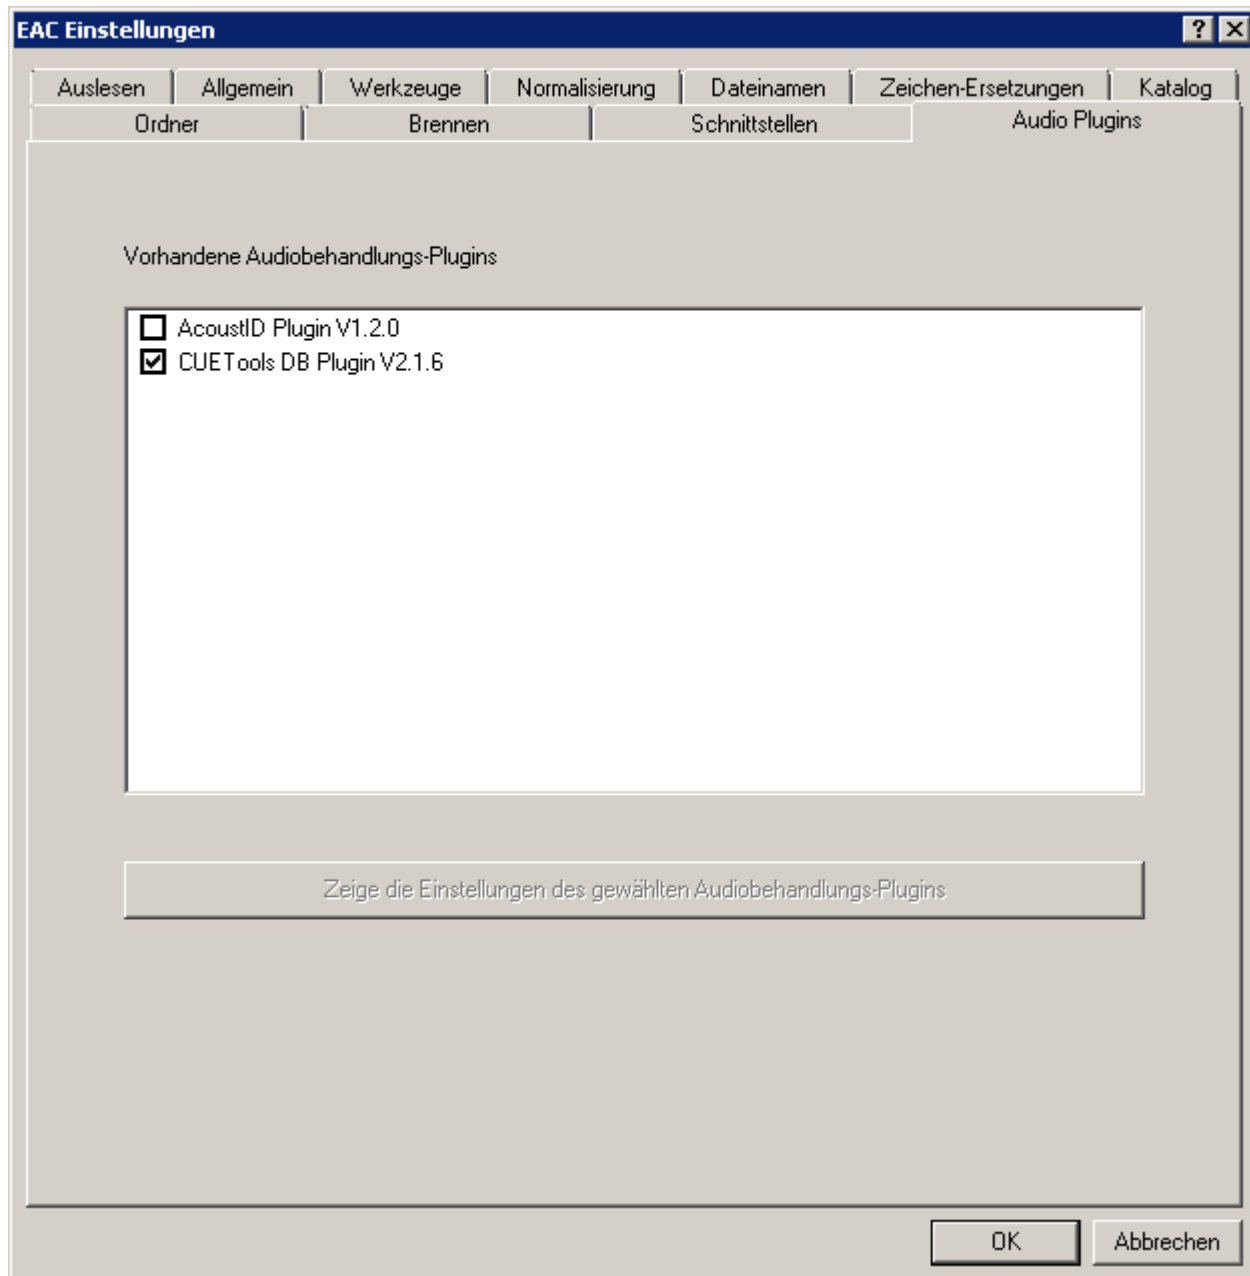 EAC Einstellungen
Auslesen Allgemein Werkzeuge Normalisierung Dateinamen Zeichen-Ersetzungen Katalog
Ordner Brennen Schnittstellen Audio Plugins
Vorhandene Audiobehandlungs-Plugins
AcoustID Plugin V1.2.0
CUETools DB Plugin V2.1.6
Zeige die Einstellungen des gewählten Audiobehandlungs-Plugins
OK Abbrechen